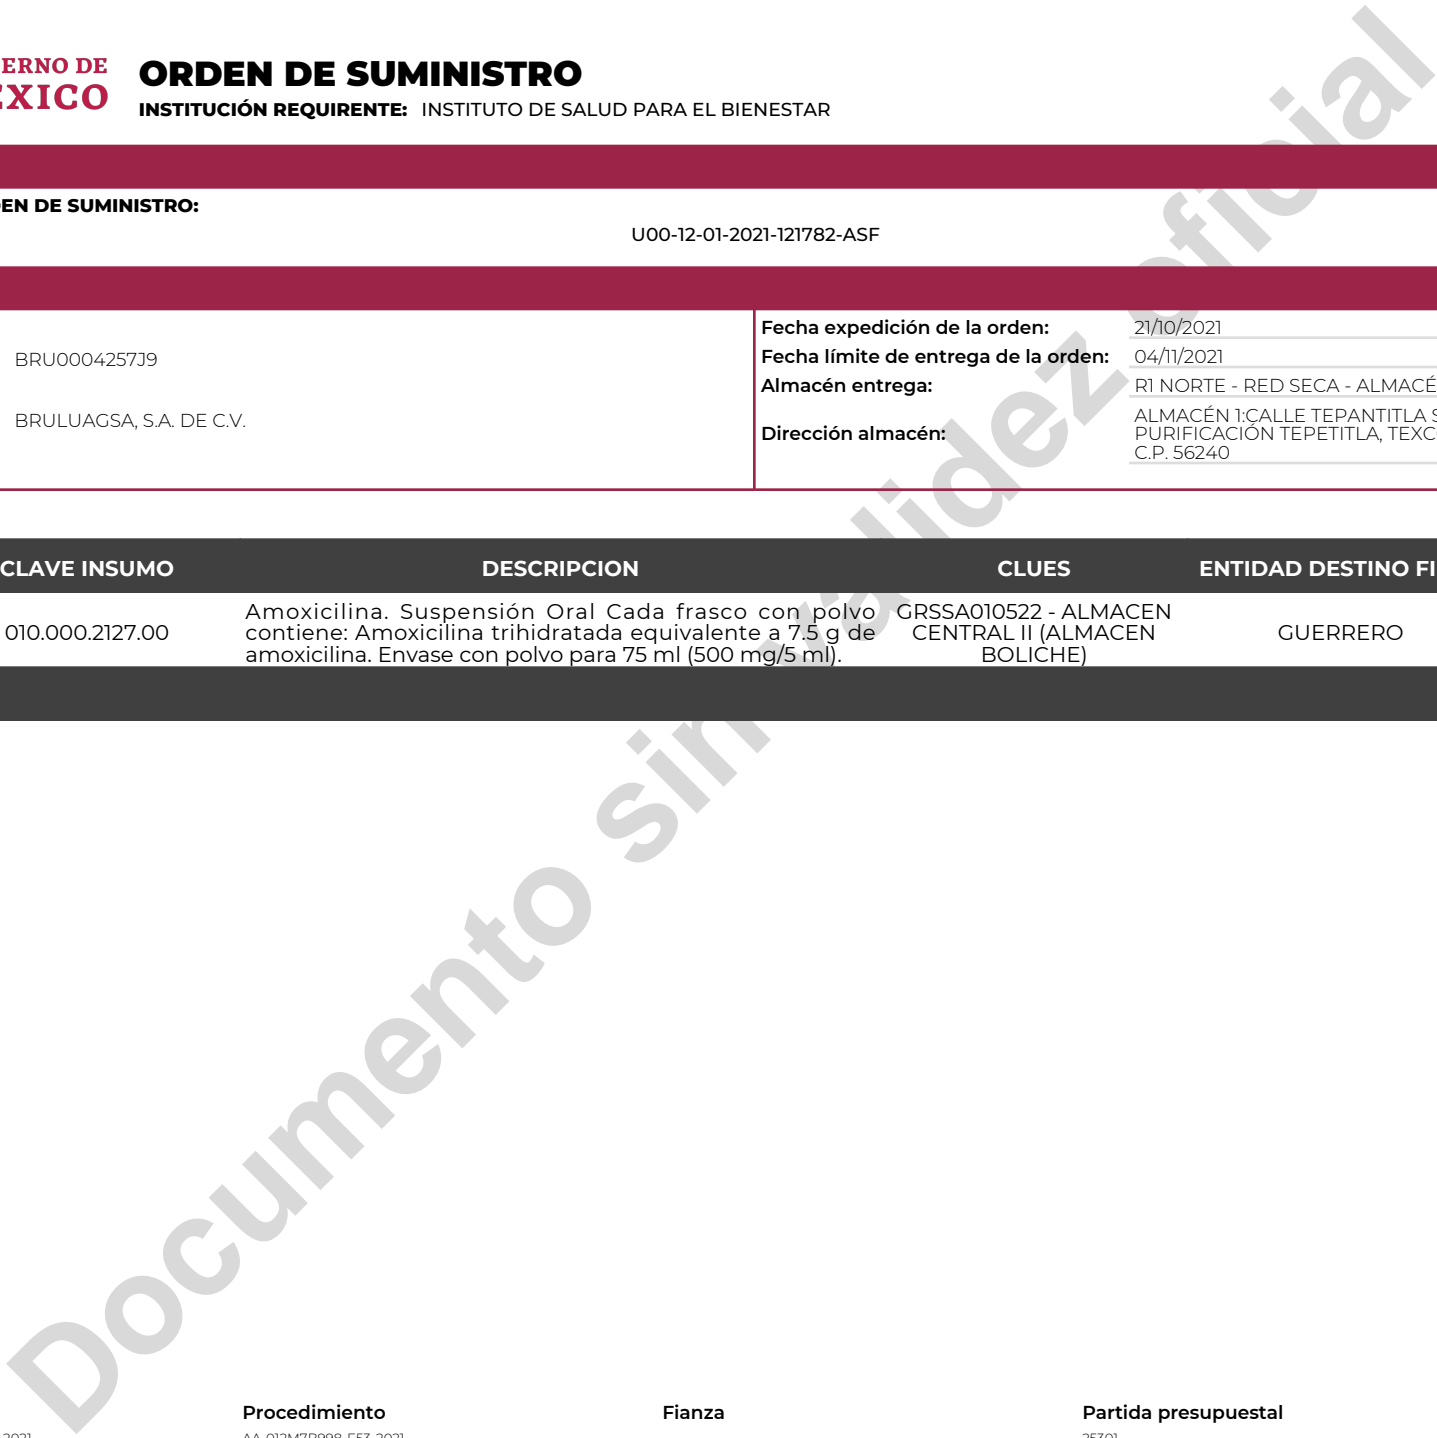 ERNO DE
EXICO
ORDEN DE SUMINISTRO
INSTITUCIÓN REQUIRENTE: INSTITUTO DE SALUD PARA EL BIENESTAR
EN DE SUMINISTRO:
U00-12-01-2021-121782-ASF
BRU0004257J9
BRULUAGSA, S.A. DE C.V.
Fecha expedición de la orden: 21/10/2021
Fecha límite de entrega de la orden: 04/11/2021
Almacén entrega: R1 NORTE - RED SECA - ALMACÉ
Dirección almacén: ALMACÉN 1:CALLE TEPANTITLA S
PURIFICACIÓN TEPETITLA, TEXC
C.P. 56240
CLAVE INSUMO DESCRIPCION CLUES ENTIDAD DESTINO FI
010.000.2127.00
Amoxicilina. Suspensión Oral Cada frasco con polvo
contiene: Amoxicilina trihidratada equivalente a 7.5 g de
amoxicilina. Envase con polvo para 75 ml (500 mg/5 ml).
GRSSA010522 - ALMACEN
CENTRAL II (ALMACEN
BOLICHE)
GUERRERO
Documento sin validez oficial
Procedimiento Fianza Partida presupuestal